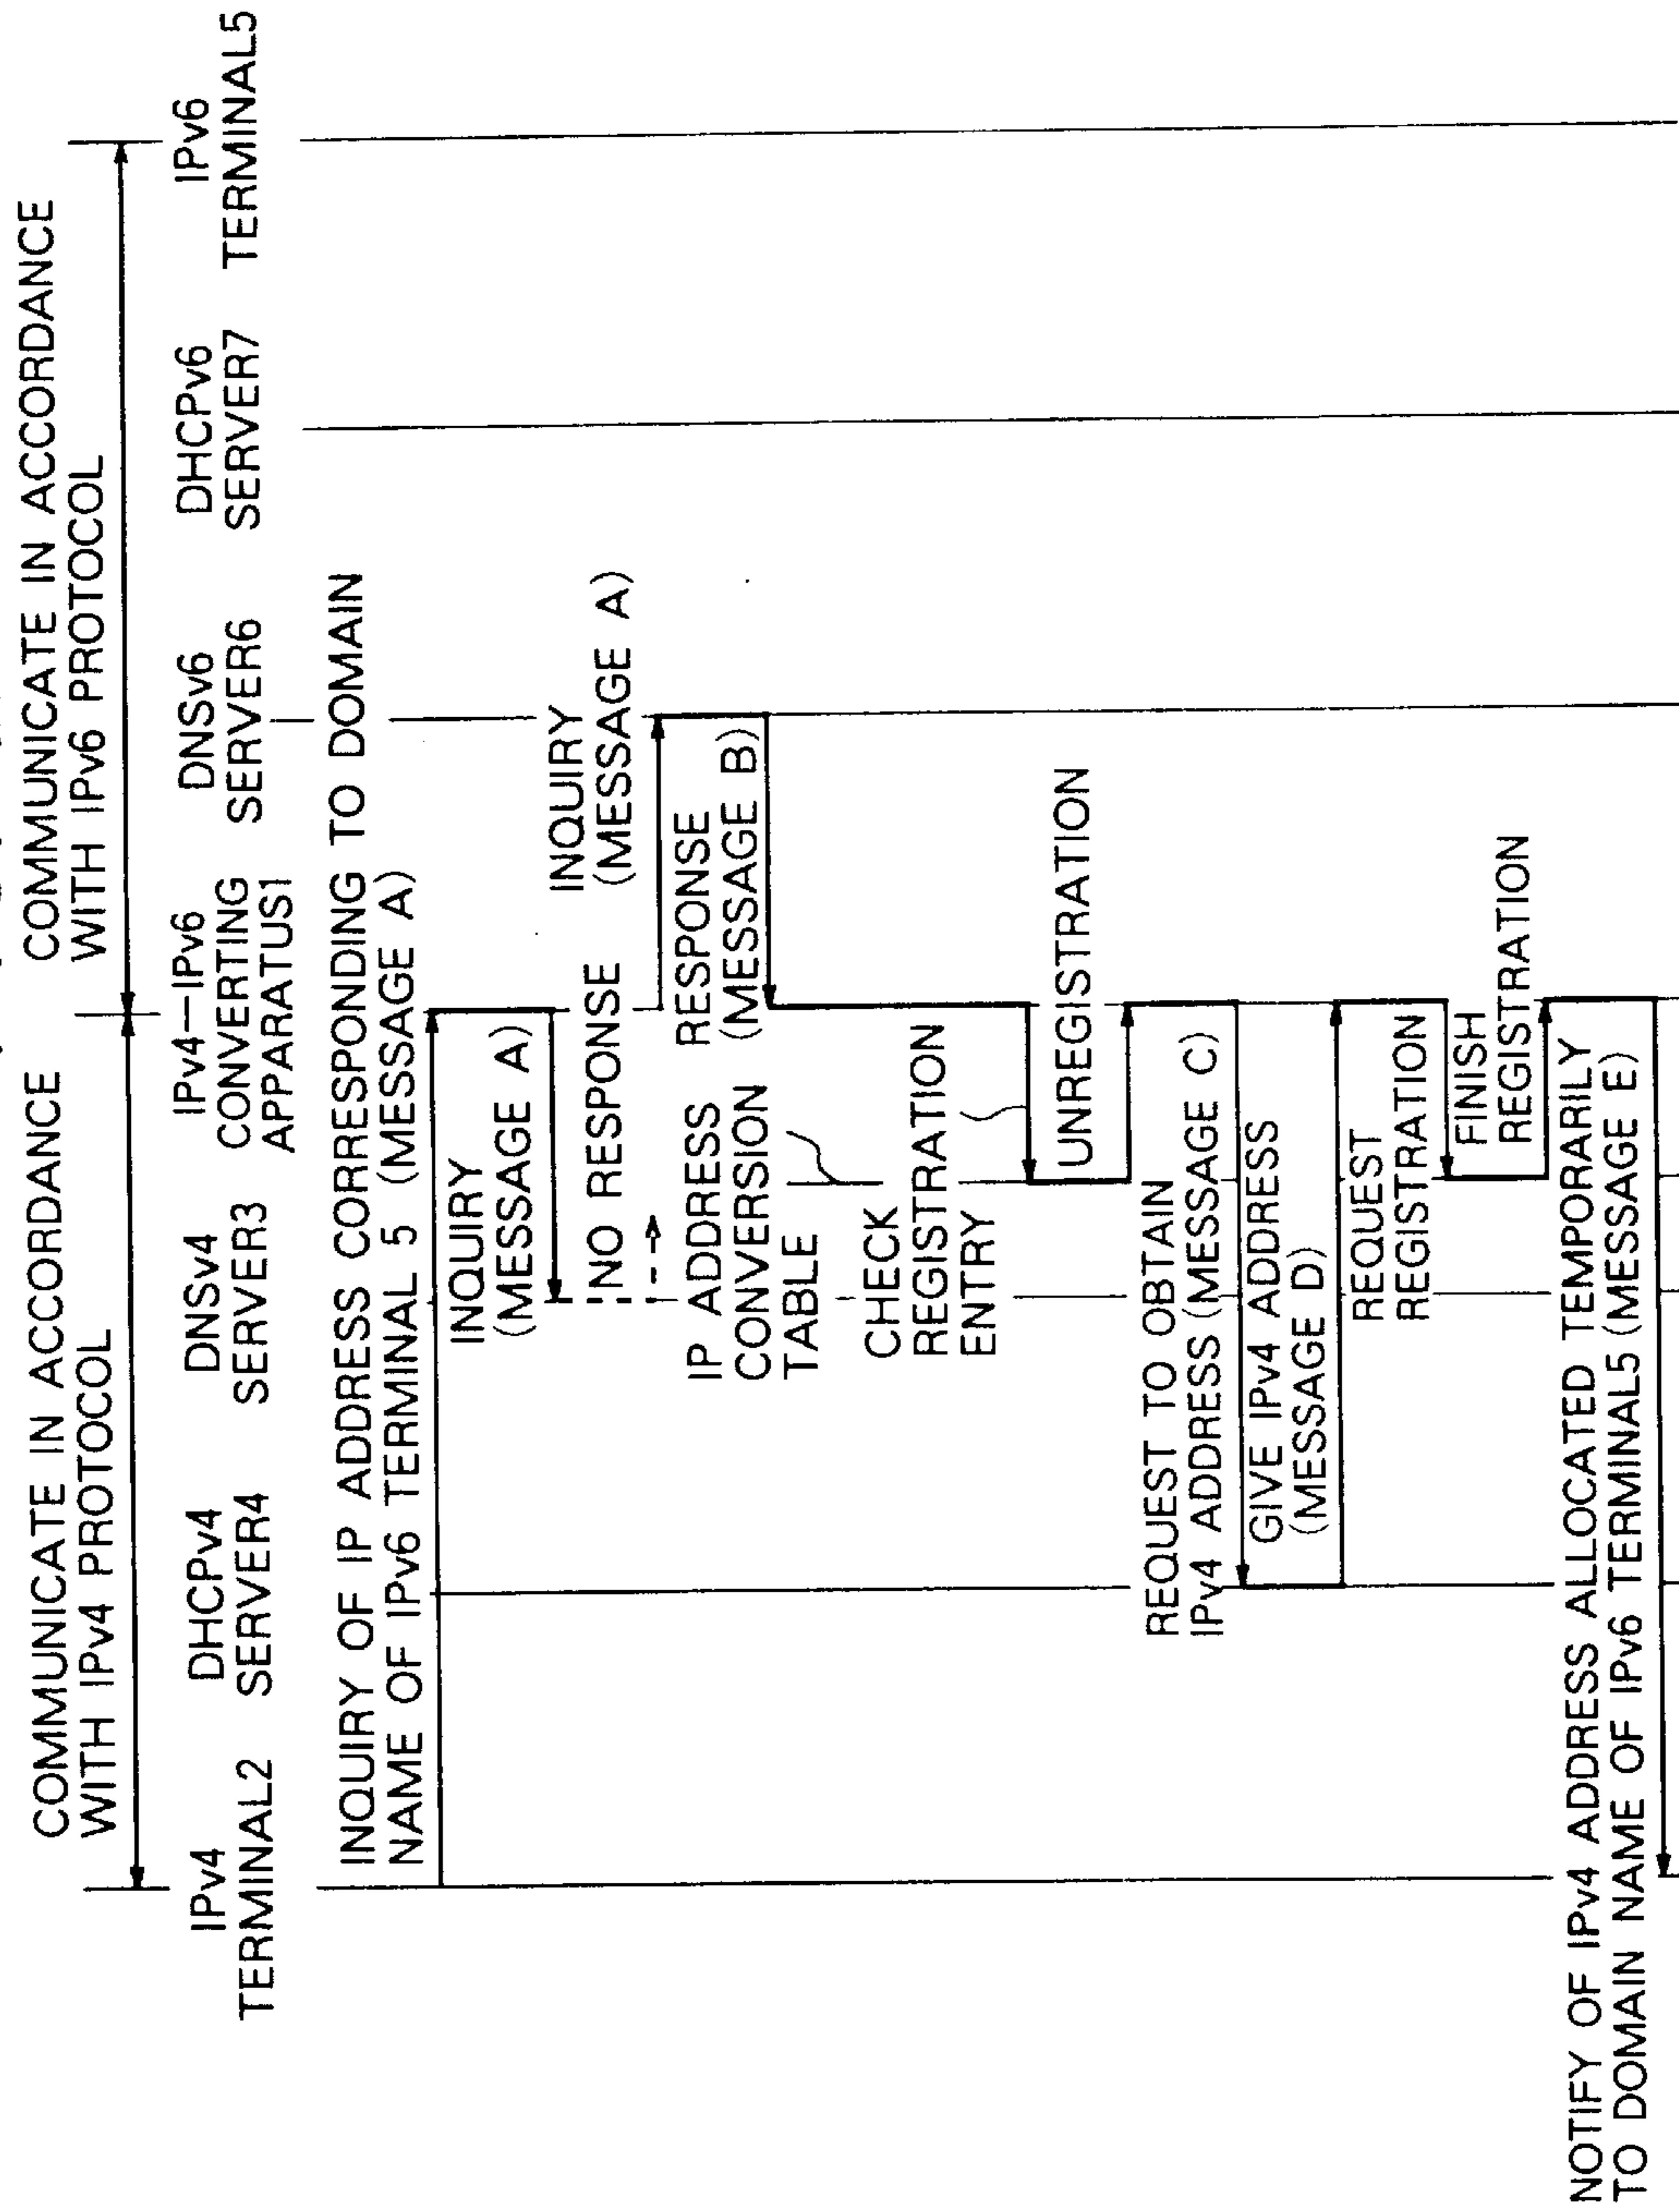 COMMUNICATE IN ACCORDANCE
WITH IPv4 PROTOCOL
COMMUNICATE IN ACCORDANCE
WITH IPv6 PROTOCOL
IPv4
TERMINAL2
DHCPv4
SERVER4
DNSv4
SERVER3
IPv4–IPv6
CONVERTING
APPARATUS1
DNSv6
SERVER6
DHCPv6
SERVER7
IPv6
TERMINAL5
INQUIRY OF IP ADDRESS CORRESPONDING TO DOMAIN
NAME OF IPv6 TERMINAL 5 (MESSAGE A)
INQUIRY
(MESSAGE A)
NO RESPONSE
INQUIRY
(MESSAGE A)
RESPONSE
(MESSAGE B)
IP ADDRESS
CONVERSION
TABLE
CHECK
REGISTRATION
ENTRY
UNREGISTRATION
REQUEST TO OBTAIN
IPv4 ADDRESS (MESSAGE C)
GIVE IPv4 ADDRESS
(MESSAGE D)
REQUEST
REGISTRATION
FINISH
REGISTRATION
NOTIFY OF IPv4 ADDRESS ALLOCATED TEMPORARILY
TO DOMAIN NAME OF IPv6 TERMINAL5 (MESSAGE E)